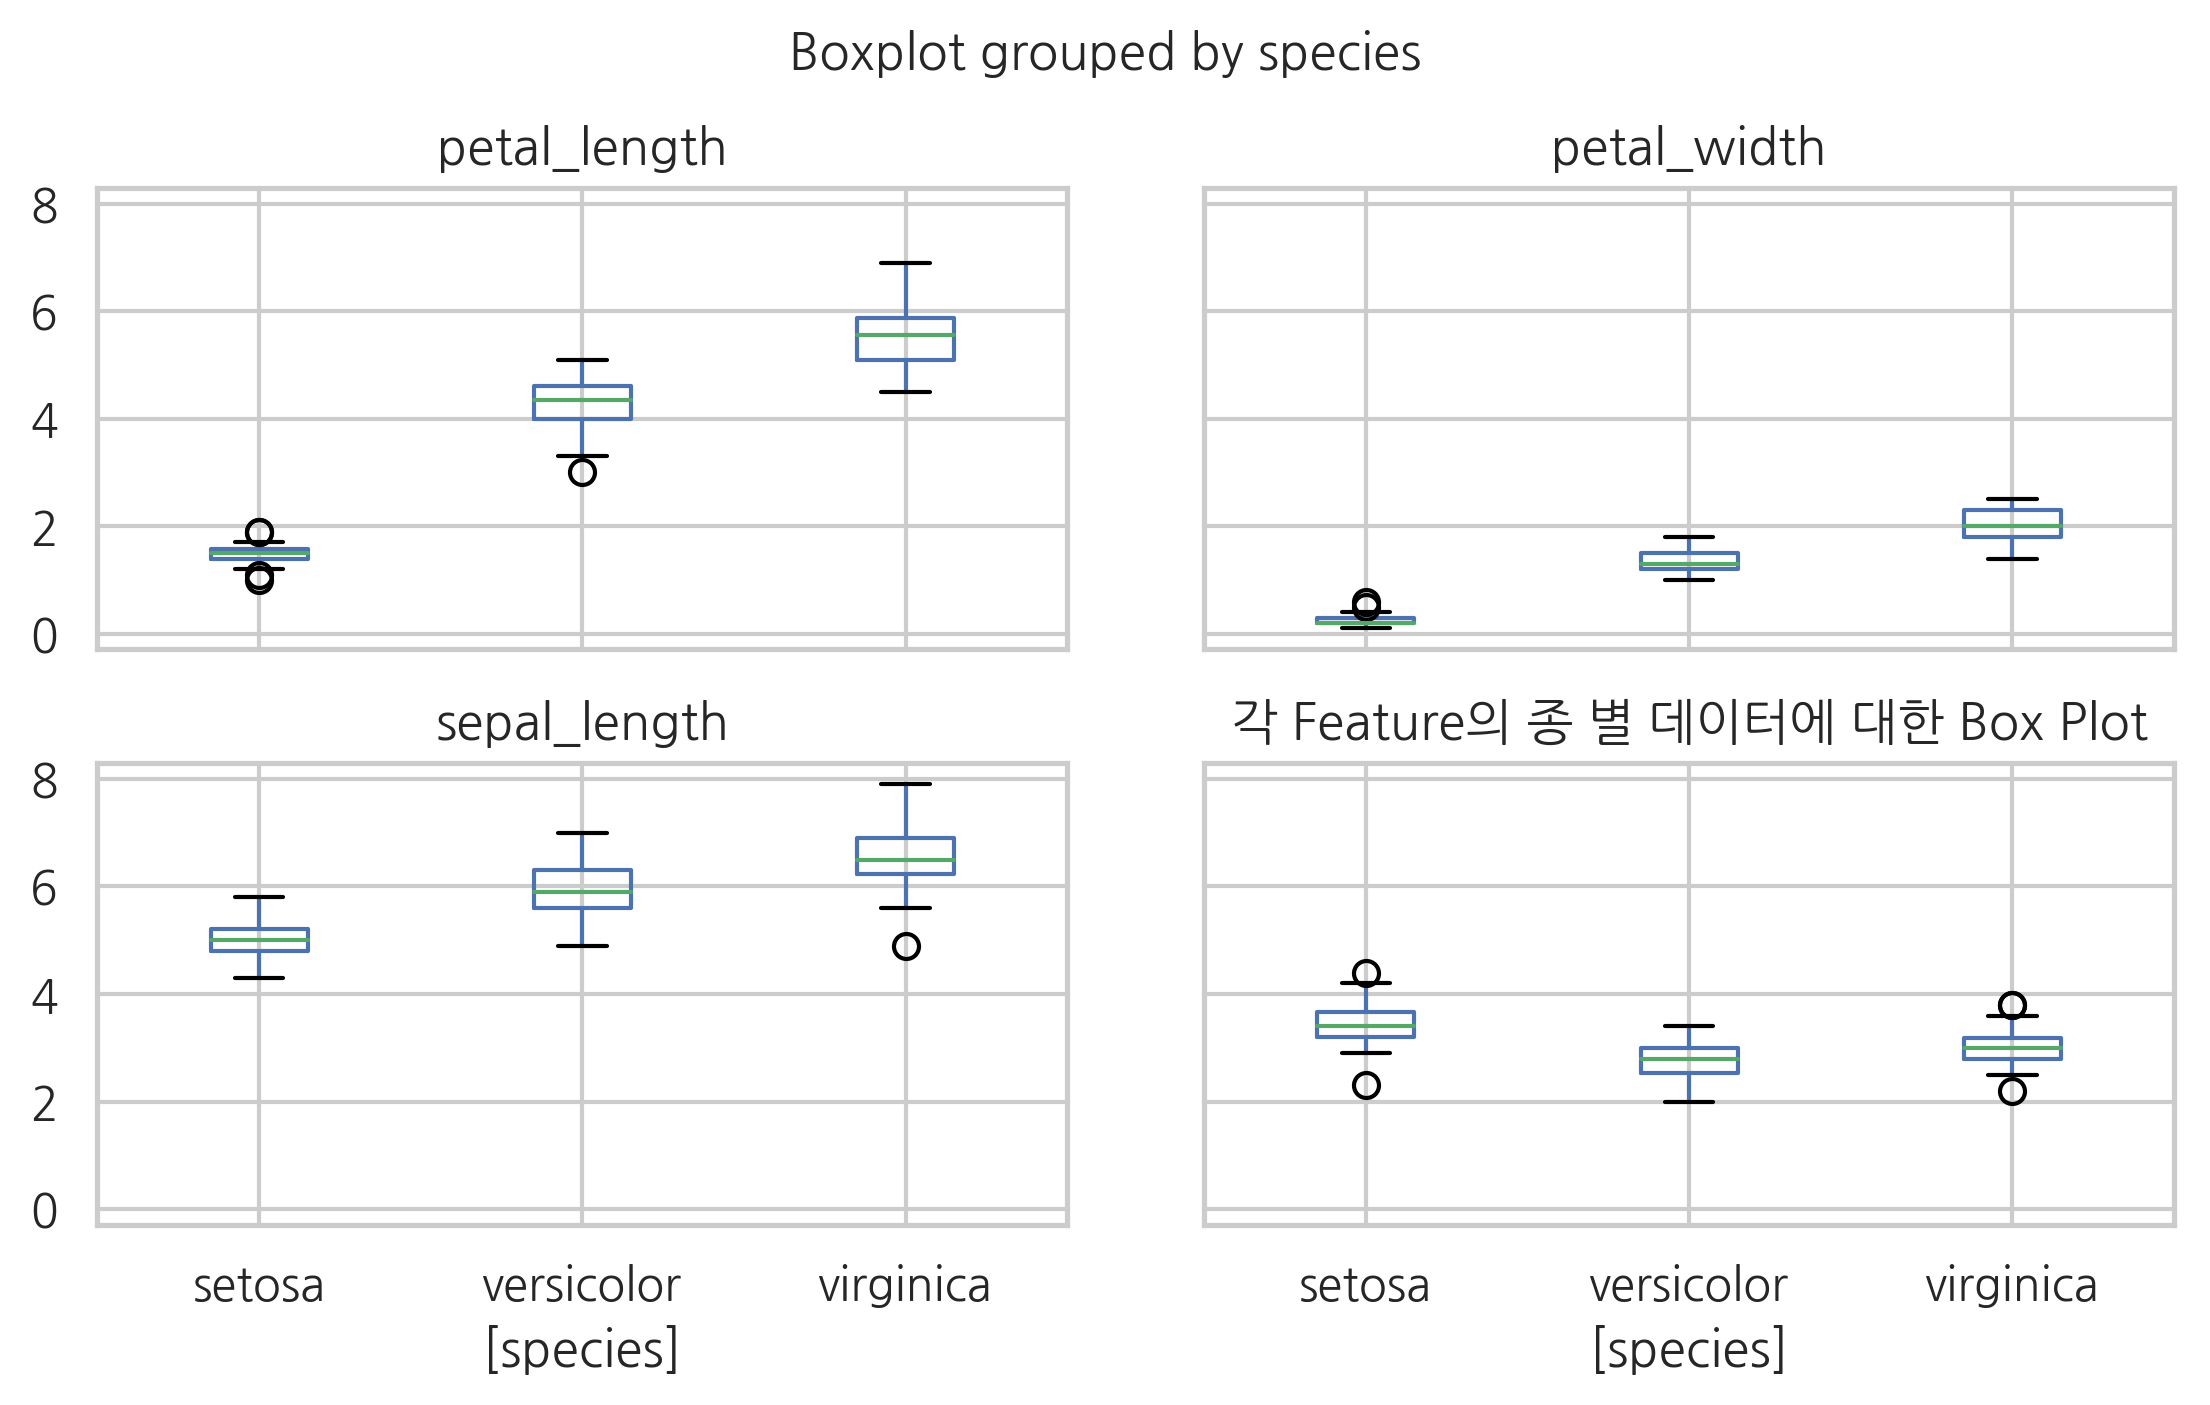 Boxplot grouped by species
petal_length
petal_width
8
6
4
2
0
sepal_length
각 Feature의 종 별 데이터에 대한 Box Plot
8
6
4
2
0
setosa versicolor virginica
[species]
setosa versicolor virginica
[species]